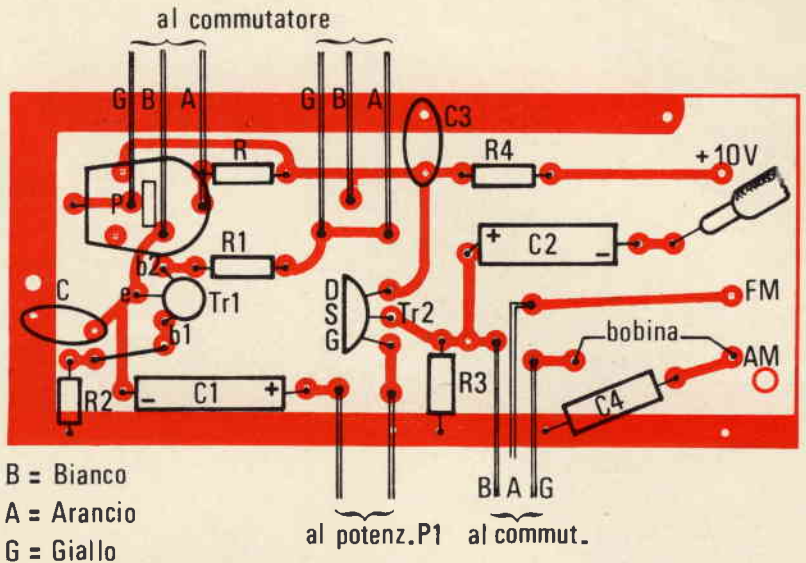 al commutatore
G B A G B A
C3
R R4 +10V
P
R1 + C2 -
b2
C e Tr1 D FM
S Tr2
b1 G bobina
AM
R2 - C1 + R3 C4
B A G
B = Bianco
A = Arancio al potenz.P1 al commut.
G = Giallo